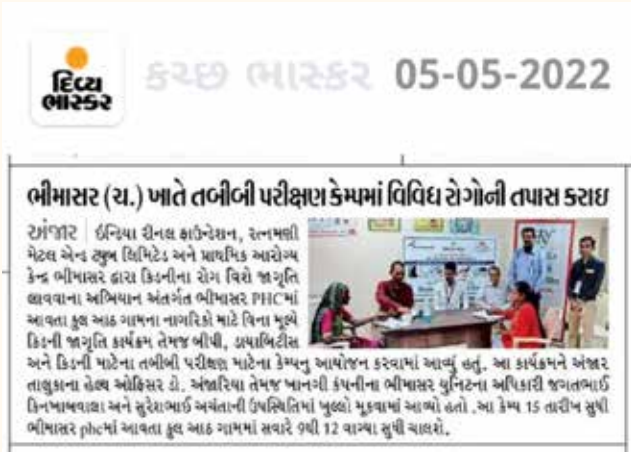 દિવ્ય
ભાસ્કર
કચ્છ ભાસ્કર 05-05-2022
ભીમાસર (ચ.) ખાતે તબીબી પરીક્ષણ કેમ્પમાં વિવિધ રોગોની તપાસ કરાઇ
અંજાર | ઇન્ડિયા રીનલ ફાઉન્ડેશન, રત્નમણી
મેટલ એન્ડ ટ્યુબ લિમિટેડ અને પ્રાથમિક આરોગ્ય
કેન્દ્ર ભીમાસર દ્વારા કિડનીના રોગ વિશે જાગૃતિ
લાવવાના અભિયાન અંતર્ગત ભીમાસર PHCમાં
આવતા કુલ આઠ ગામના નાગરિકો માટે વિના મૂલ્યે
કિડની જાગૃતિ કાર્યક્રમ તેમજ બીપી, ડાયાબિટીસ
અને કિડની માટેના તબીબી પરીક્ષણ માટેના કેમ્પનુ આયોજન કરવામાં આવ્યું હતું. આ કાર્યક્રમને અંજાર
તાલુકાના હેલ્થ ઓફિસર ડો. અંજારિયા તેમજ ખાનગી કંપનીના ભીમાસર યુનિટના અધિકારી જગતભાઈ
કિનખાબવાલા અને સુરેશભાઈ અચંતાની ઉપસ્થિતિમાં ખુલ્લો મૂકવામાં આવ્યો હતો .આ કેમ્પ 15 તારીખ સુધી
ભીમાસર phcમાં આવતા કુલ આઠ ગામમાં સવારે 9થી 12 વાગ્યા સુધી ચાલશે.